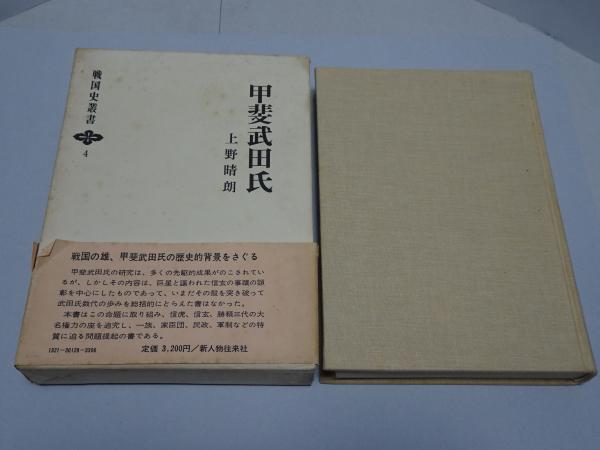 戦国史叢書
4
甲斐武田氏
上野晴朗
戦国の雄、甲斐武田氏の歴史的背景をさぐる
甲斐武田氏の研究は、多くの先駆的成果がのこされてい
るが、しかしその内容は、巨星と謳われた信玄の事蹟の顕
彰を中心にしたものであって、いまだその殻を突き破って
武田氏数代の歩みを総括的にとらえた書はなかった。
本書はこの命題に取り組み、信虎、信玄、勝頼三代の大
名権力の座を追究し、一族、家臣団、民政、軍制などの特
質に迫る問題提起の書である。
定価 3,200円/新人物往来社